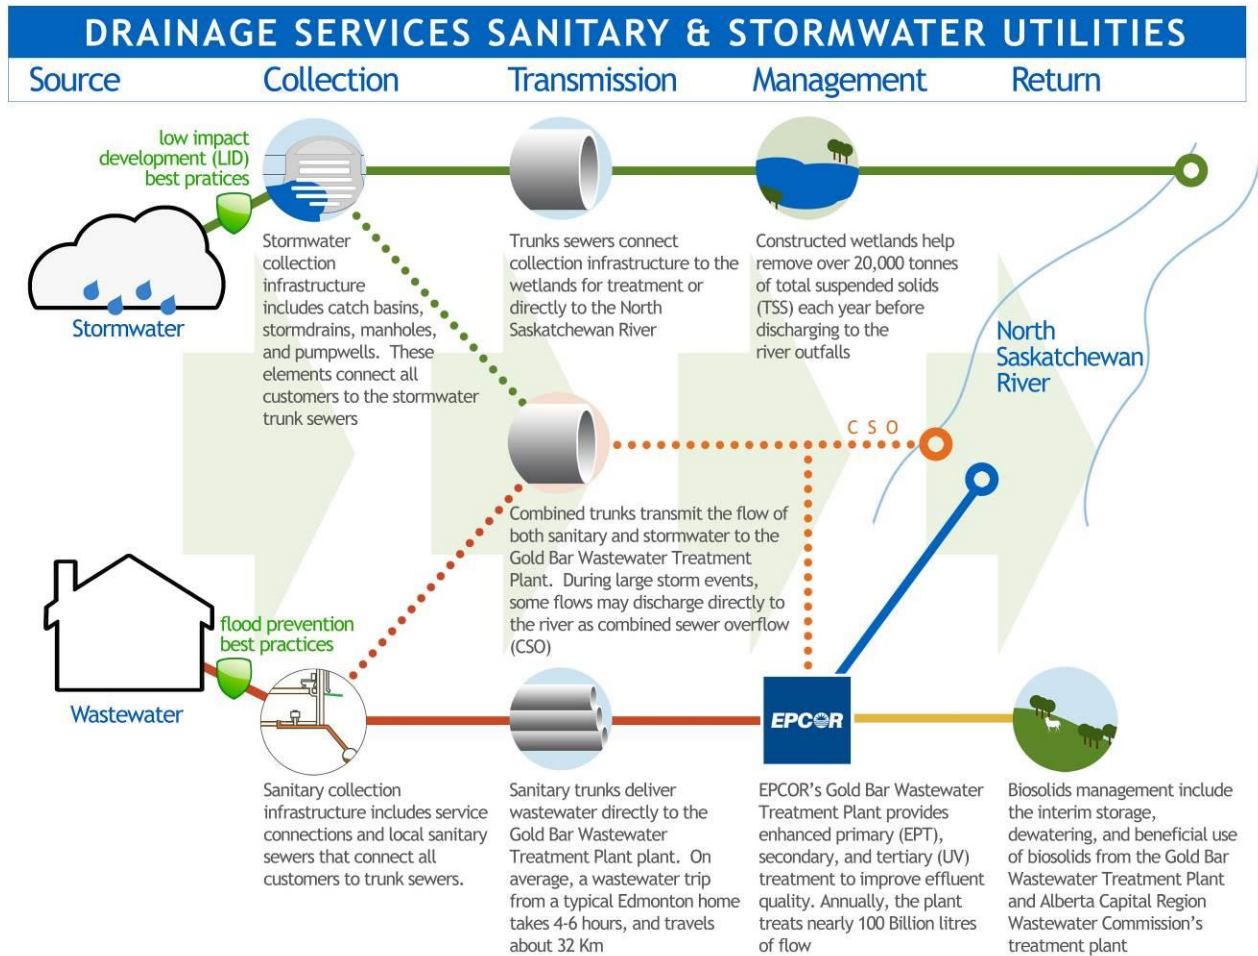 DRAINAGE SERVICES SANITARY & STORMWATER UTILITIES
Source
Collection
Transmission
Management
Return
low impact
development (LID)
best pratices
Stormwater
Stormwater
collection
infrastructure
includes catch basins,
stormdrains, manholes,
and pumpwells. These
elements connect all
customers to the stormwater
trunk sewers
Trunks sewers connect
collection infrastructure to the
wetlands for treatment or
directly to the North
Saskatchewan River
Constructed wetlands help
remove over 20,000 tonnes
of total suspended solids
(TSS) each year before
discharging to the
river outfalls
North
Saskatchewan
River
C S O
Combined trunks transmit the flow of
both sanitary and stormwater to the
Gold Bar Wastewater Treatment
Plant. During large storm events,
some flows may discharge directly to
the river as combined sewer overflow
(CSO)
flood prevention
best practices
Wastewater
EPCOR
Sanitary collection
infrastructure includes service
connections and local sanitary
sewers that connect all
customers to trunk sewers.
Sanitary trunks deliver
wastewater directly to the
Gold Bar Wastewater
Treatment Plant plant. On
average, a wastewater trip
from a typical Edmonton home
takes 4-6 hours, and travels
about 32 Km
EPCOR's Gold Bar Wastewater
Treatment Plant provides
enhanced primary (EPT),
secondary, and tertiary (UV)
treatment to improve effluent
quality. Annually, the plant
treats nearly 100 Billion litres
of flow
Biosolids management include
the interim storage,
dewatering, and beneficial use
of biosolids from the Gold Bar
Wastewater Treatment Plant
and Alberta Capital Region
Wastewater Commission's
treatment plant